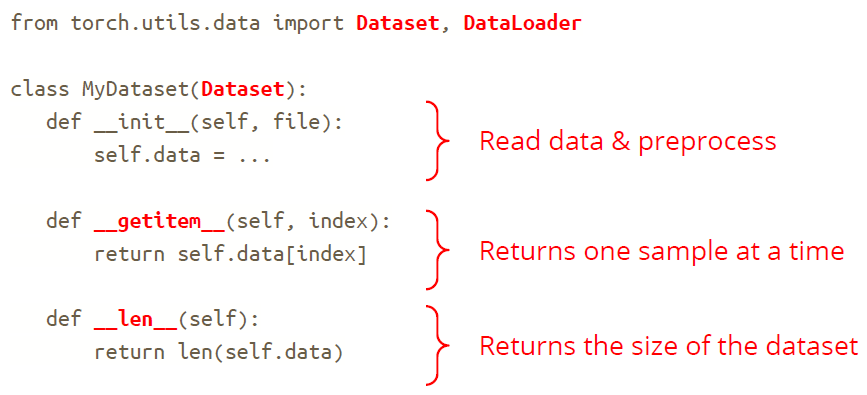 from torch.utils.data import Dataset, DataLoader
class MyDataset(Dataset):
def __init__(self, file):
self.data = ...
Read data & preprocess
def __getitem__(self, index):
return self.data[index]
Returns one sample at a time
def __len__(self):
return len(self.data)
Returns the size of the dataset